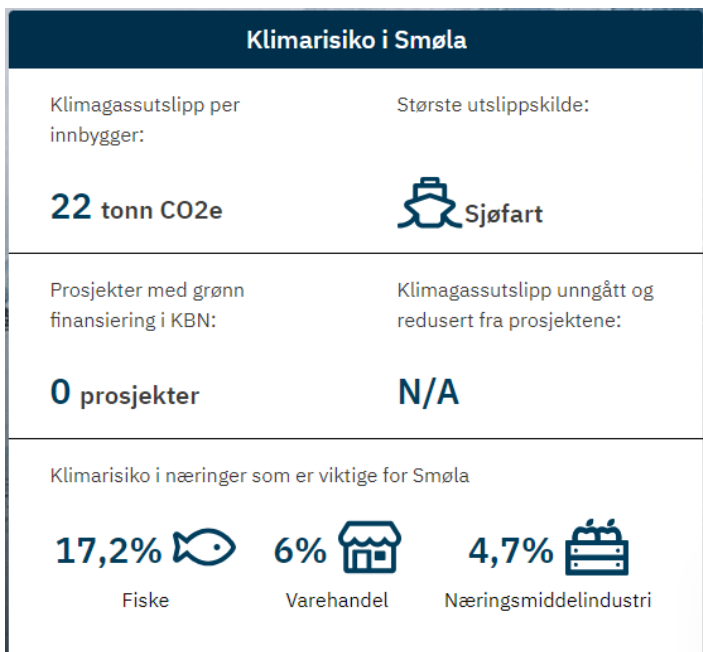 Klimarisiko i Smøla
Klimagassutslipp per
innbygger:
22 tonn CO2e
Største utslippskilde:
Sjøfart
Prosjekter med grønn
finansiering i KBN:
0 prosjekter
Klimagassutslipp unngått og
redusert fra prosjektene:
N/A
Klimarisiko i næringer som er viktige for Smøla
17,2%
Fiske
6%
Varehandel
4,7%
Næringsmiddelindustri